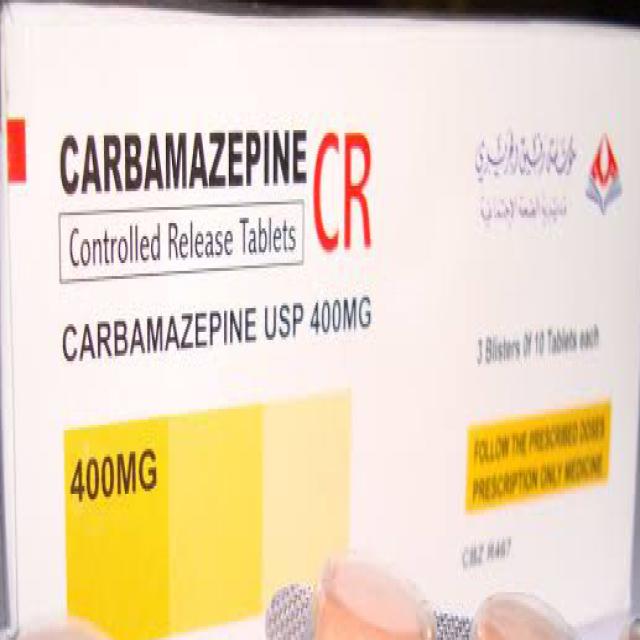 CARBAMAZEPINE CR
Controlled Release Tablets
CARBAMAZEPINE USP 400MG
400MG
3 Blisters Of 10 Tablets each
FOLLOW THE PRESCRIBED DOSES
PRESCRIPTION ONLY MEDICINE